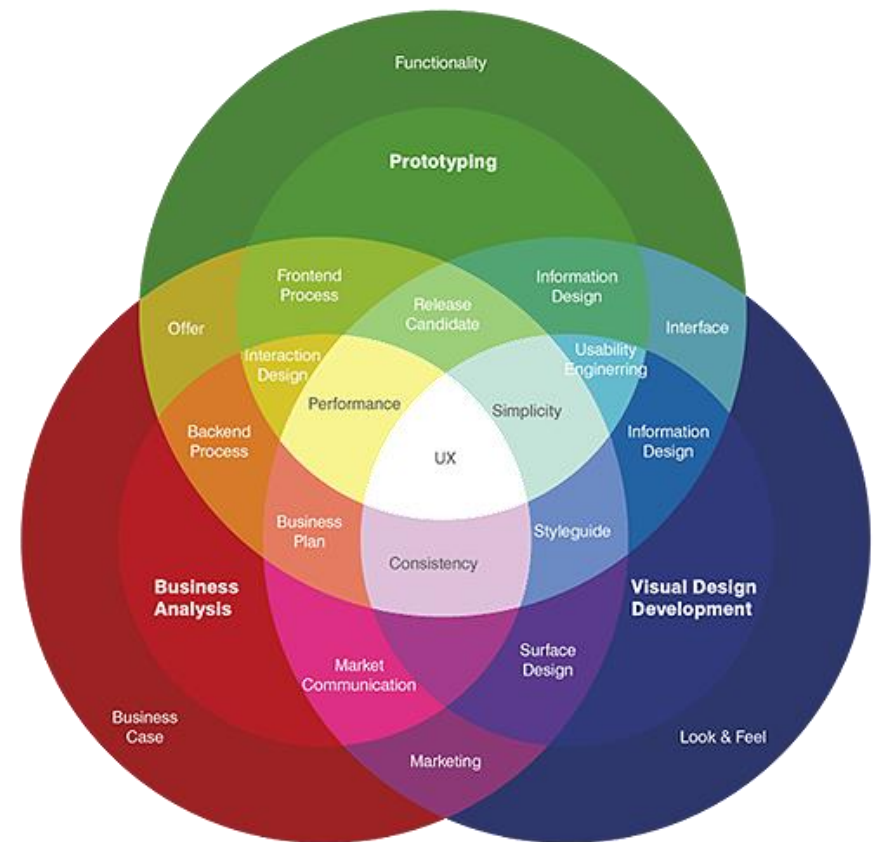 Functionality
Prototyping
Frontend
Process
Information
Design
Release
Candidate
Offer
Interface
Interaction
Design
Usability
Enginerring
Performance
Simplicity
Backend
Process
Information
Design
UX
Business
Plan
Styleguide
Consistency
Business
Analysis
Visual Design
Development
Market
Communication
Surface
Design
Business
Case
Look & Feel
Marketing